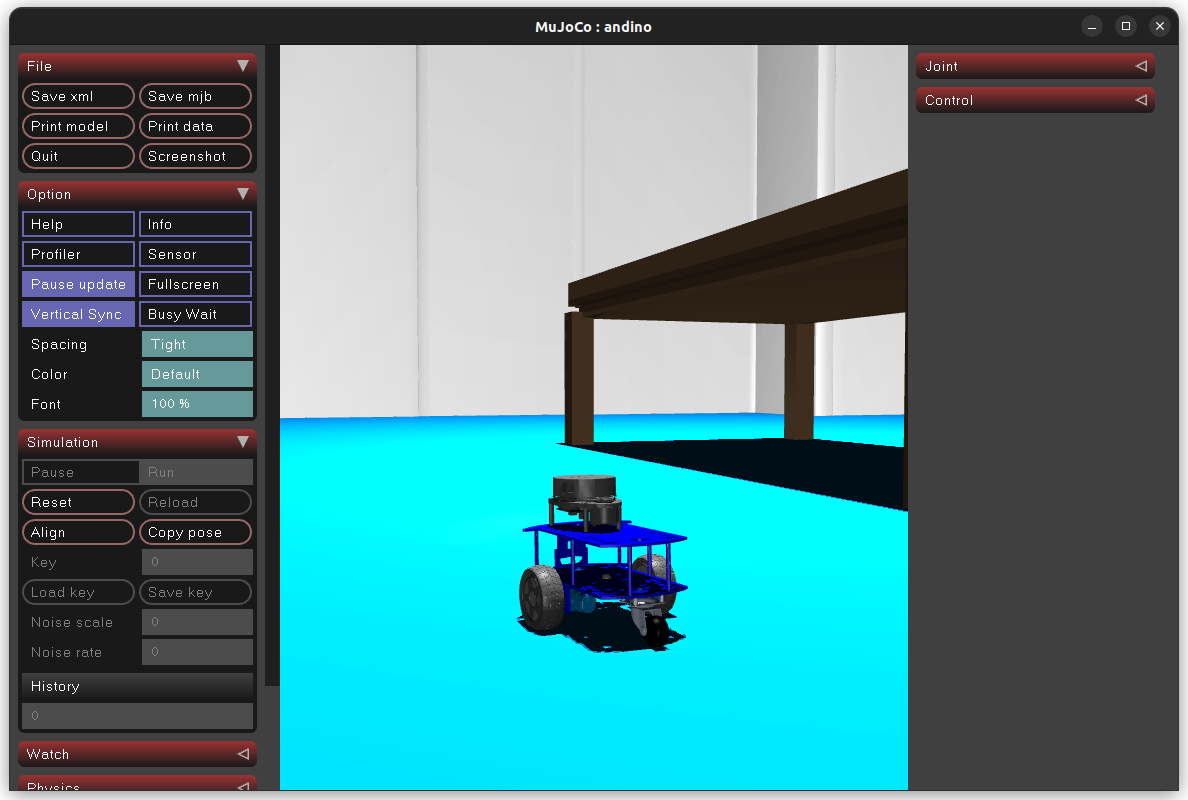 MuJoCo : andino
File
Save xml Save mjb
Print model Print data
Quit Screenshot
Option
Help Info
Profiler Sensor
Pause update Fullscreen
Vertical Sync Busy Wait
Spacing Tight
Color Default
Font 100 %
Simulation
Pause Run
Reset Reload
Align Copy pose
Key 0
Load key Save key
Noise scale 0
Noise rate 0
History
0
Watch
Physics
Joint
Control